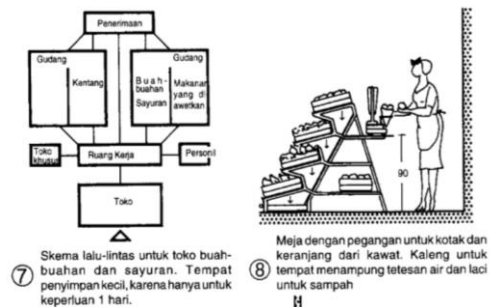 Penerimaan
Gudang
Kentang
Gudang
Buah-
buahan
Sayuran
Makanan
yang di
awetkan
Toko
khusus
Ruang Kerja
Personil
Toko
7
Skema lalu-lintas untuk toko buah-
buahan dan sayuran. Tempat
penyimpan kecil, karena hanya untuk
keperluan 1 hari.
90
8
Meja dengan pegangan untuk kotak dan
keranjang dari kawat. Kaleng untuk
tempat menampung tetesan air dan laci
untuk sampah